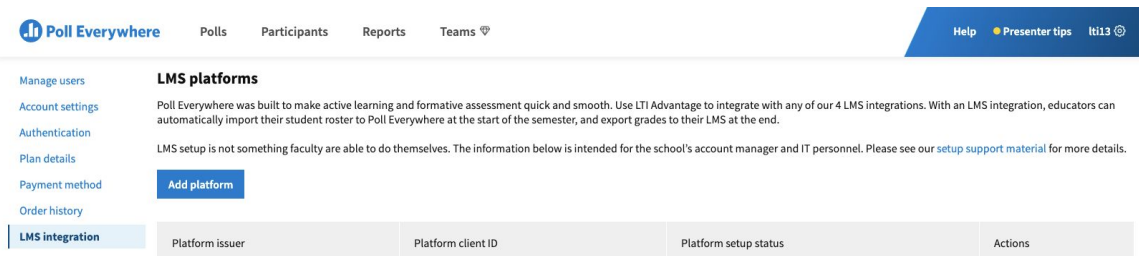 Poll Everywhere Polls Participants Reports Teams Help Presenter tips lti13
Manage users
Account settings
Authentication
Plan details
Payment method
Order history
LMS integration
LMS platforms
Poll Everywhere was built to make active learning and formative assessment quick and smooth. Use LTI Advantage to integrate with any of our 4 LMS integrations. With an LMS integration, educators can
automatically import their student roster to Poll Everywhere at the start of the semester, and export grades to their LMS at the end.
LMS setup is not something faculty are able to do themselves. The information below is intended for the school's account manager and IT personnel. Please see our setup support material for more details.
Add platform
Platform issuer Platform client ID Platform setup status Actions